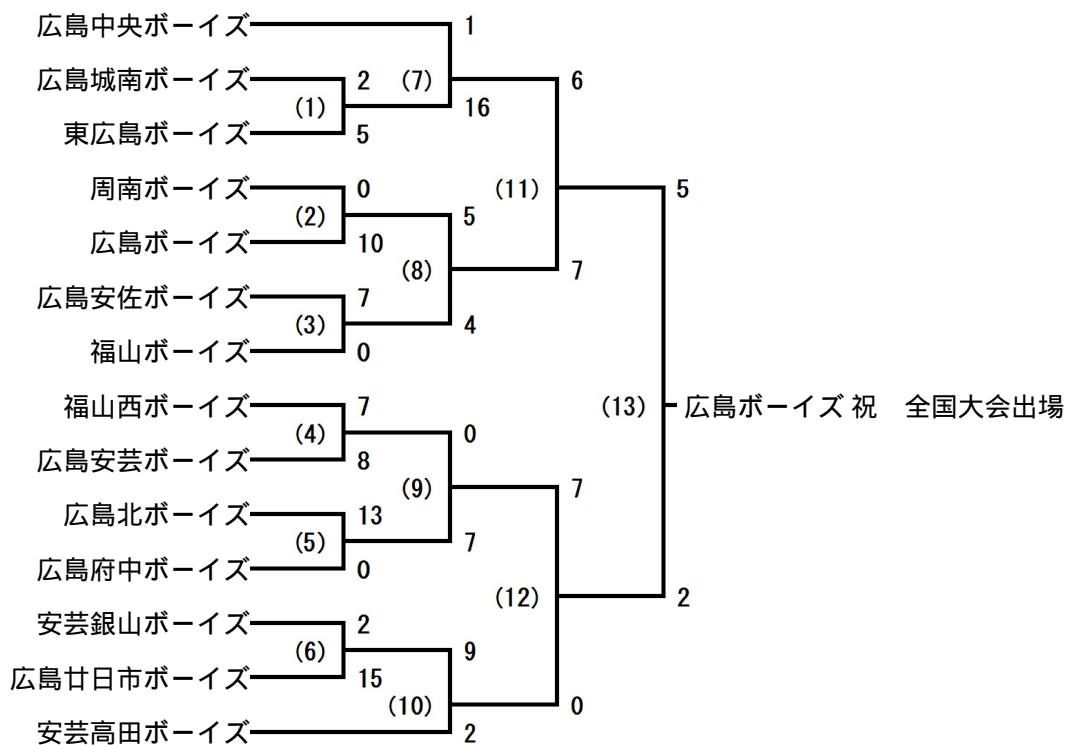 広島中央ボーイズ 1
広島城南ボーイズ 2 (7) 6
(1) 16
東広島ボーイズ 5
周南ボーイズ 0 (11) 5
(2) 5
広島ボーイズ 10
(8) 7
広島安佐ボーイズ 7
(3) 4
福山ボーイズ 0
福山西ボーイズ 7 (13) 広島ボーイズ 祝 全国大会出場
(4) 0
広島安芸ボーイズ 8
(9) 7
広島北ボーイズ 13
(5) 7
広島府中ボーイズ 0
(12) 2
安芸銀山ボーイズ 2
(6) 9
広島廿日市ボーイズ 15
(10) 0
安芸高田ボーイズ 2